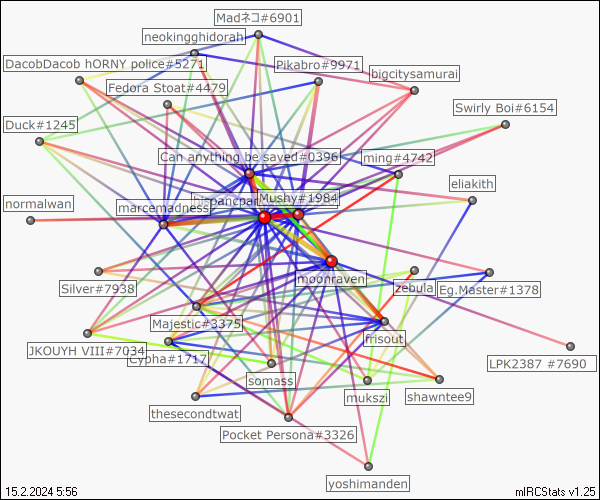 Madネコ#6901
neokingghidorah
DacobDacob hORNY police#5271
Pikabro#9971
bigcitysamurai
Fedora Stoat#4479
Swirly Boi#6154
Duck#1245
Can anything be saved#0396
ming#4742
eliakith
Mushy#1984
normalwan
marcemadness
moonraven
Silver#7938
zebula
Eg.Master#1378
Majestic#3375
frisout
JKOUYH VIII#7034
Cypha#1717
LPK2387 #7690
somass
mukszi
shawntee9
thesecondtwat
Pocket Persona#3326
yoshimanden
15.2.2024 5:56
mIRCStats v1.25